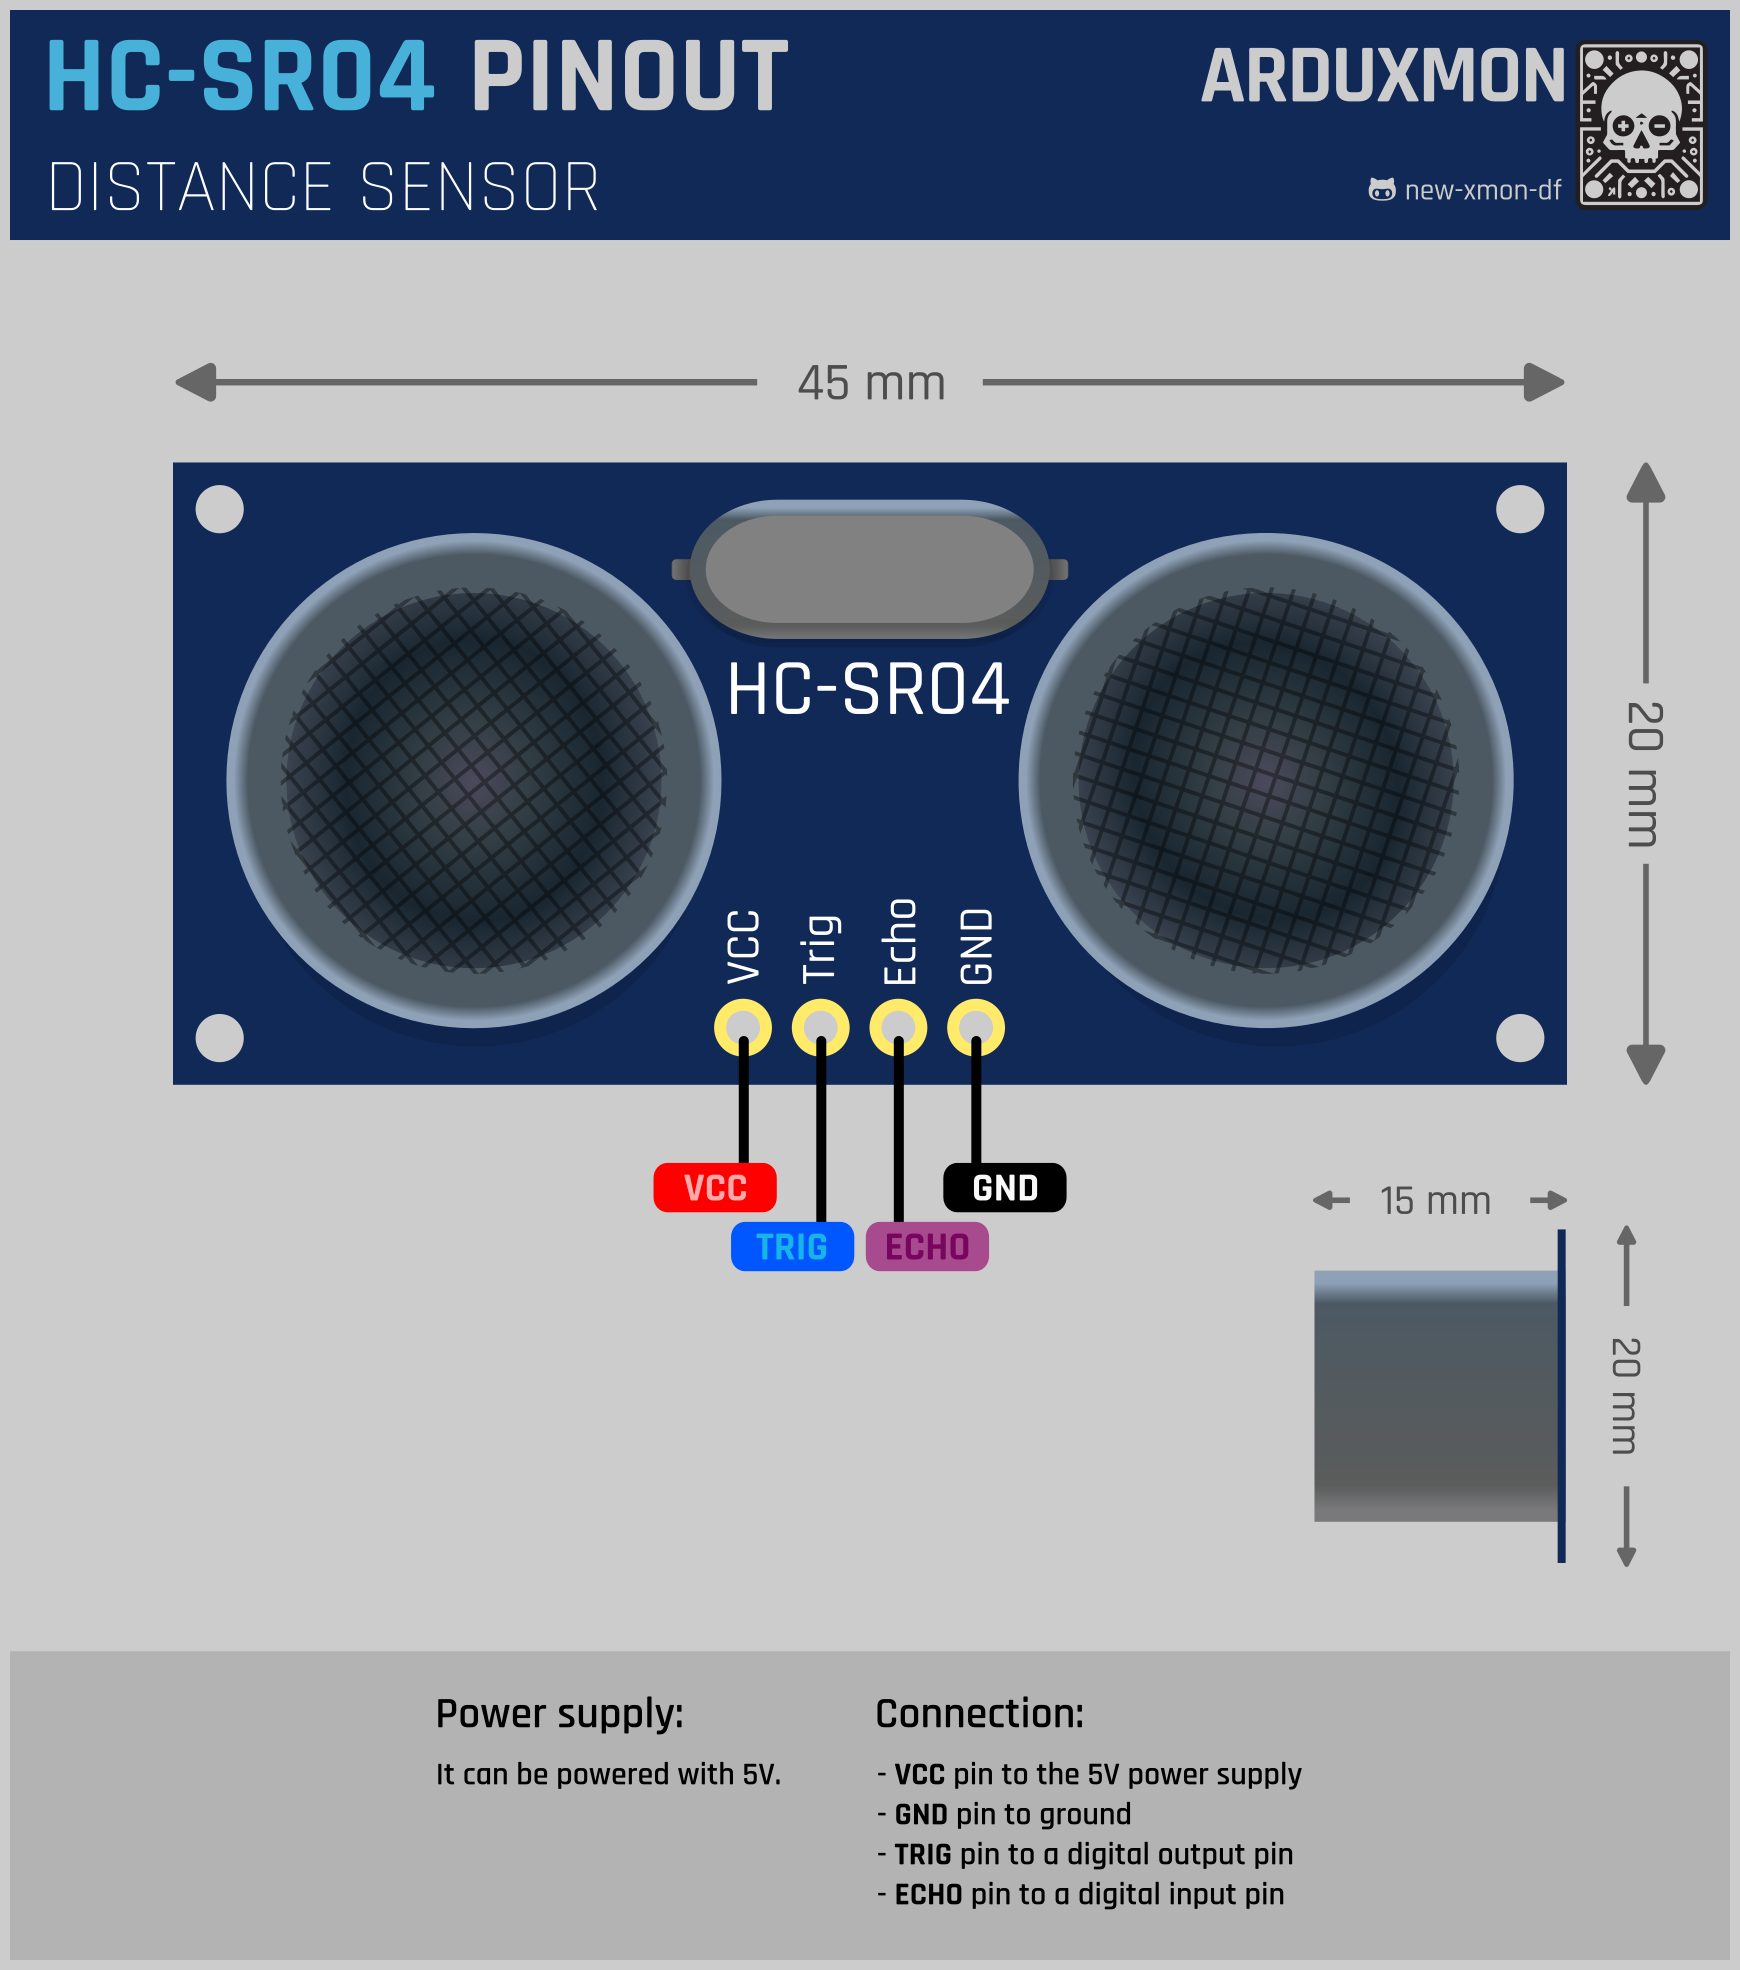 HC-SR04 PINOUT
ARDUXMON
DISTANCE SENSOR
new-xmon-df
45 mm
20 mm
HC-SR04
VCC
Trig
Echo
GND
VCC
GND
TRIG
ECHO
15 mm
20 mm
Power supply:
It can be powered with 5V.
Connection:
- VCC pin to the 5V power supply
- GND pin to ground
- TRIG pin to a digital output pin
- ECHO pin to a digital input pin